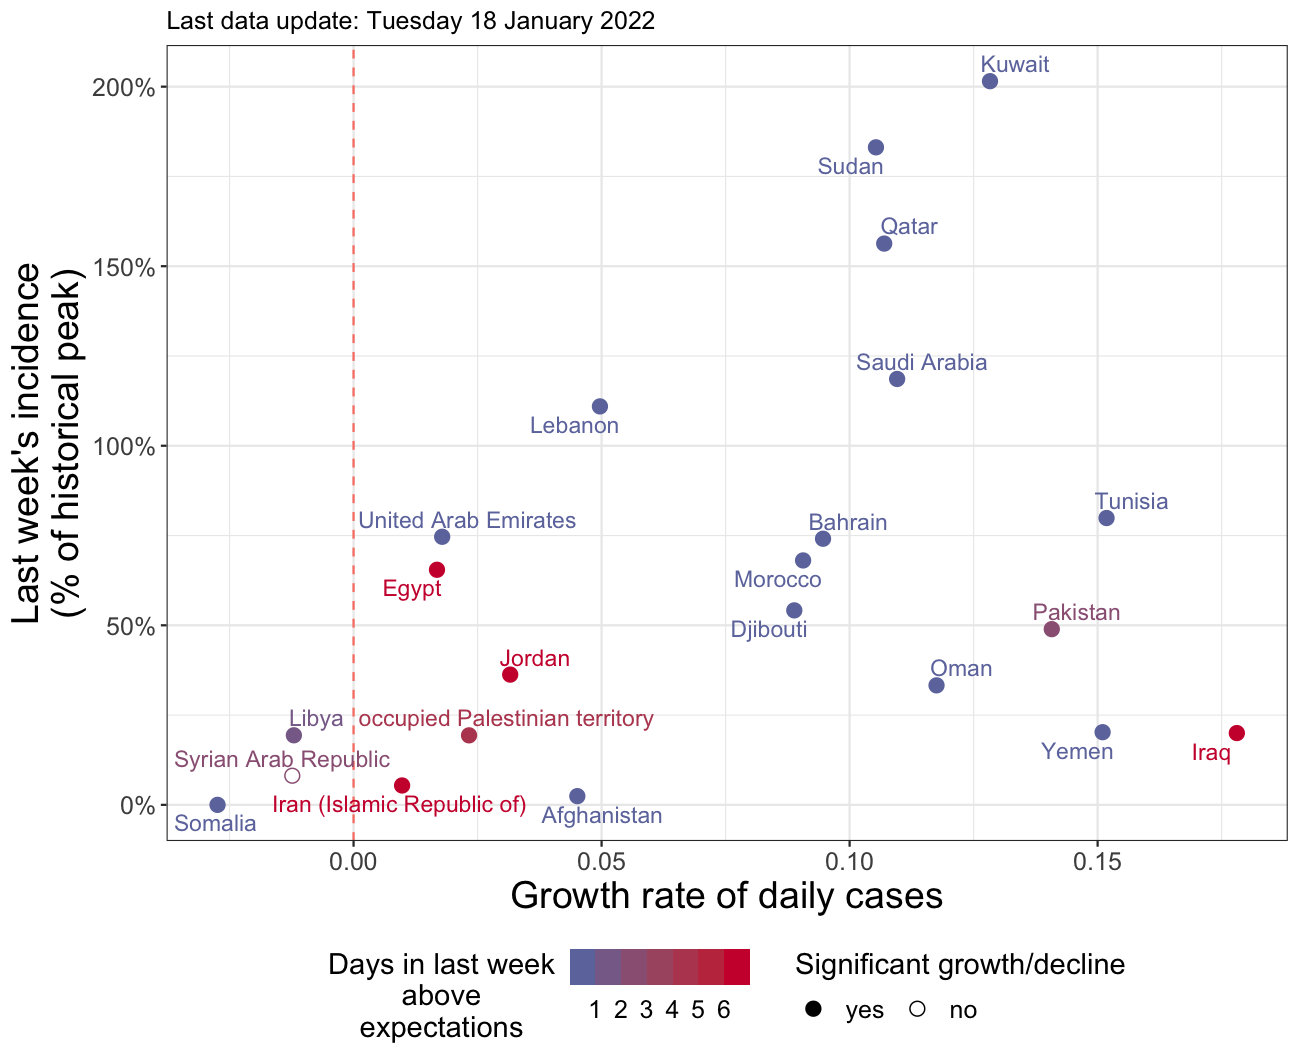 Last data update: Tuesday 18 January 2022
Kuwait
200%
Sudan
Qatar
150%
Saudi Arabia
Lebanon
100%
Tunisia
United Arab Emirates
Bahrain
Egypt
Morocco
Pakistan
50%
Djibouti
Jordan
Oman
Libya
occupied Palestinian territory
Yemen
Iraq
Syrian Arab Republic
0%
Iran (Islamic Republic of)
Afghanistan
Somalia
Last week's incidence
(% of historical peak)
0.00 0.05 0.10 0.15
Growth rate of daily cases
Days in last week
above
expectations
1 2 3 4 5 6
Significant growth/decline
yes no